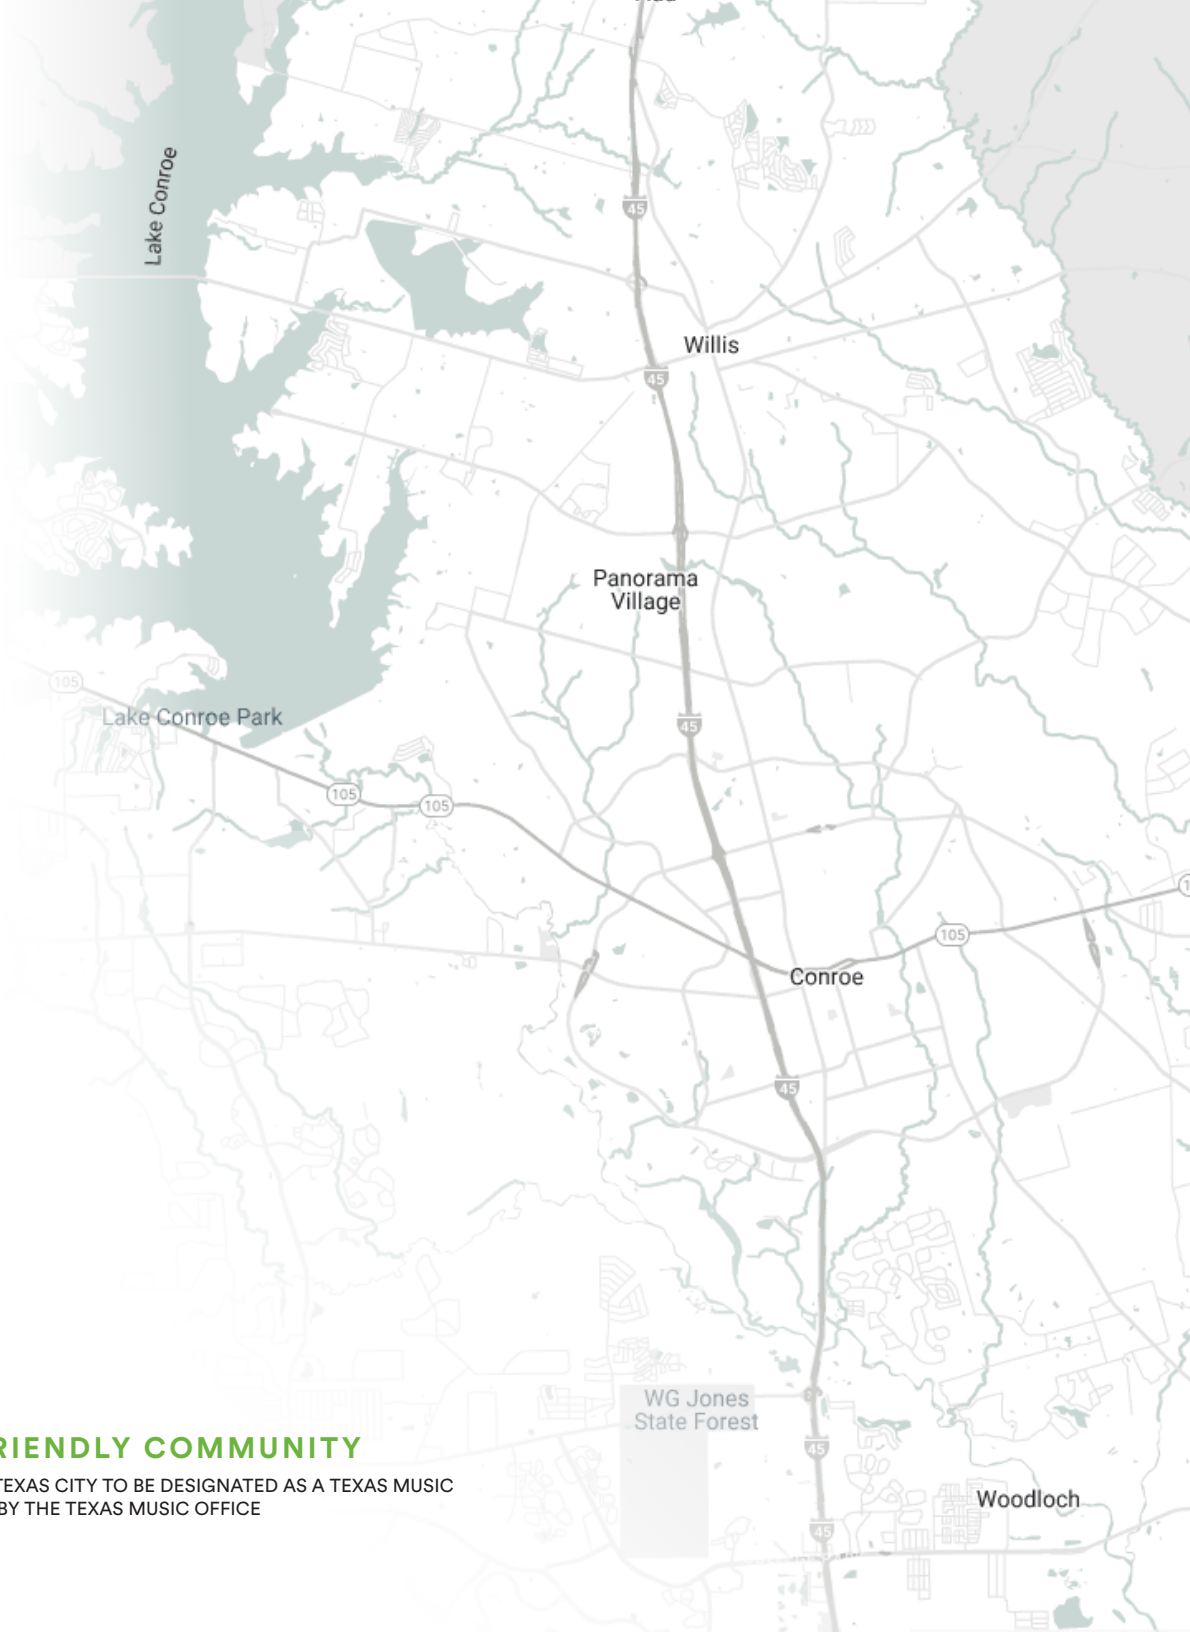 45
Lake Conroe
Willis
45
Panorama
Village
105
Lake Conroe Park
45
105
105
105
Conroe
45
WG Jones
State Forest
RIENDLY COMMUNITY
45
TEXAS CITY TO BE DESIGNATED AS A TEXAS MUSIC
Woodloch
BY THE TEXAS MUSIC OFFICE
45